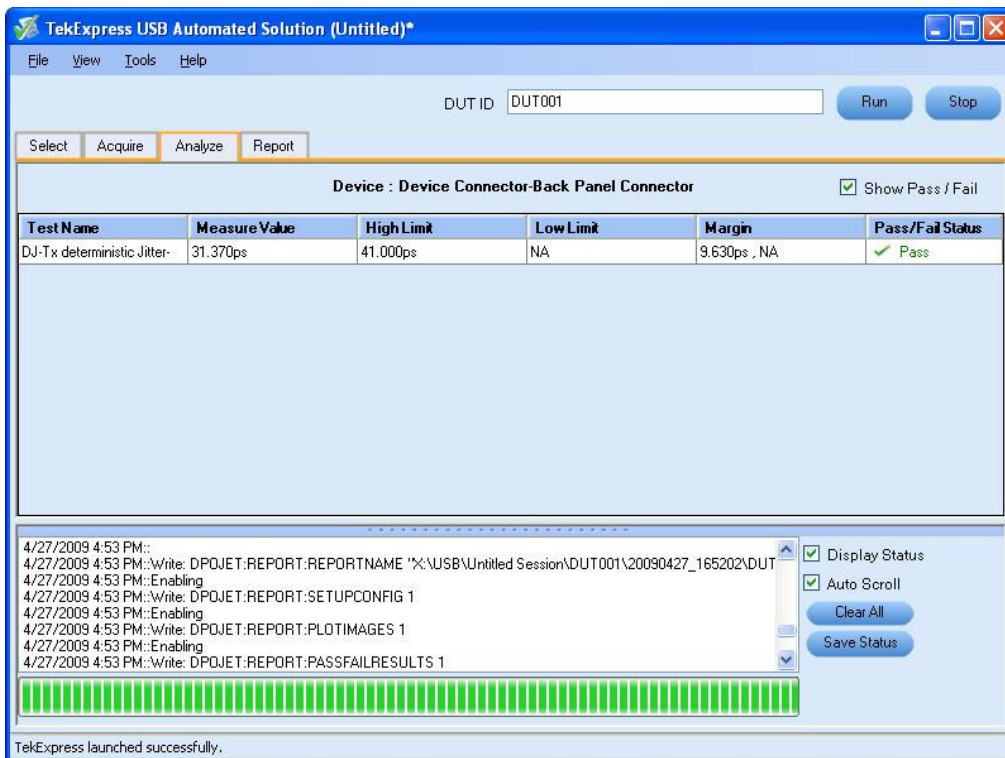 TekExpress USB Automated Solution (Untitled)*
File View Tools Help
DUT ID DUT001 Run Stop
Select Acquire Analyze Report
Device : Device Connector-Back Panel Connector Show Pass / Fail
Test Name Measure Value High Limit Low Limit Margin Pass/Fail Status
DJ-Tx deterministic Jitter- 31.370ps 41.000ps NA 9.630ps , NA Pass
4/27/2009 4:53 PM::
4/27/2009 4:53 PM::Write: DPOJET:REPORT:REPORTNAME "X:\USB\Untitled Session\DUT001\20090427_165202\DUT
4/27/2009 4:53 PM::Enabling
4/27/2009 4:53 PM::Write: DPOJET:REPORT:SETUPCONFIG 1
4/27/2009 4:53 PM::Enabling
4/27/2009 4:53 PM::Write: DPOJET:REPORT:PLOTIMAGES 1
4/27/2009 4:53 PM::Enabling
4/27/2009 4:53 PM::Write: DPOJET:REPORT:PASSFAILRESULTS 1
Display Status
Auto Scroll
Clear All
Save Status
TekExpress launched successfully.